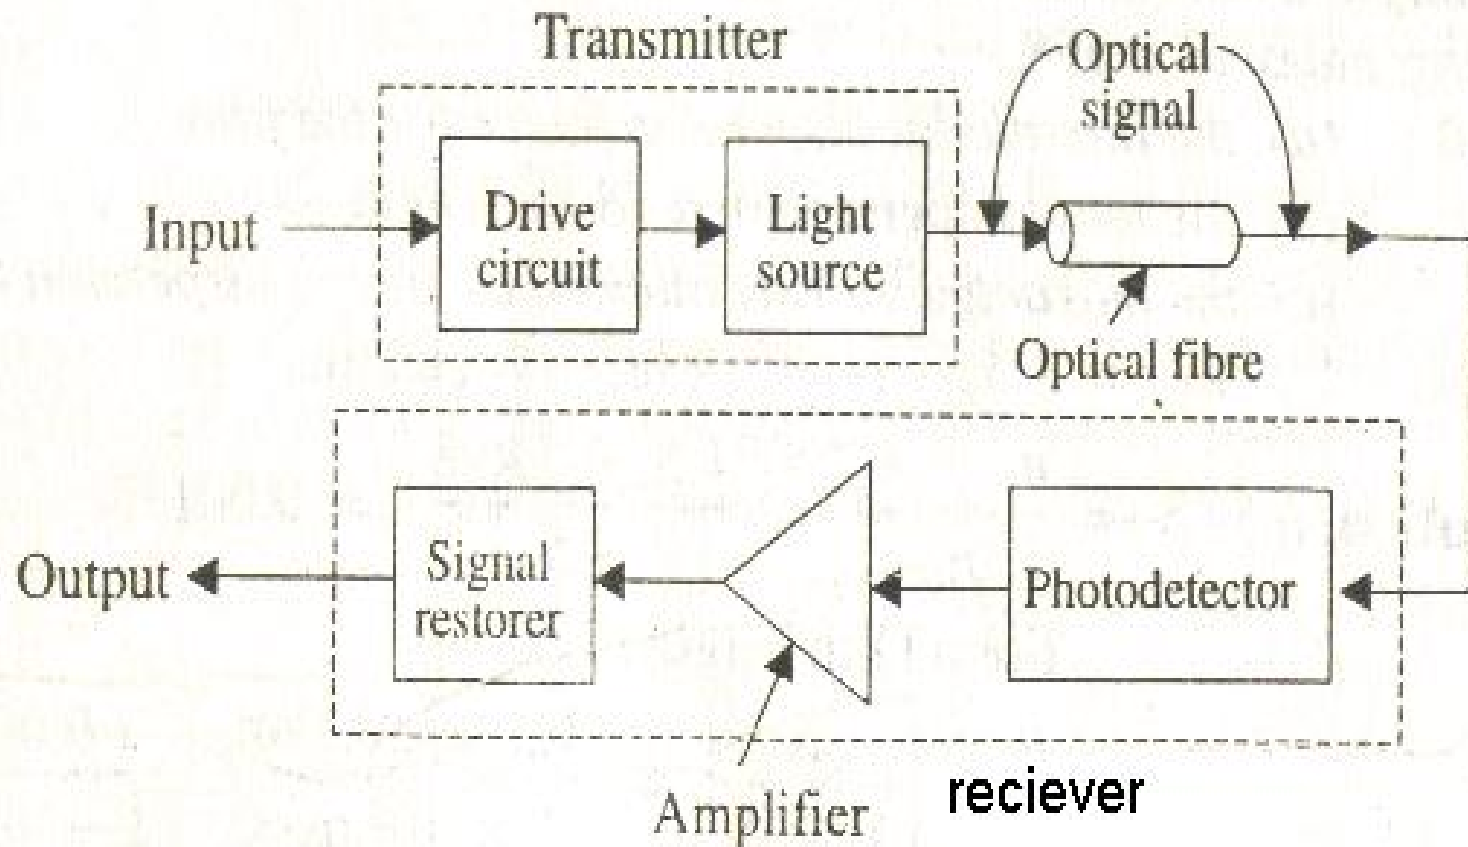 Transmitter
Optical
signal
Input
Drive
circuit
Light
source
Optical fibre
Output
Signal
restorer
Photodetector
Amplifier
reciever